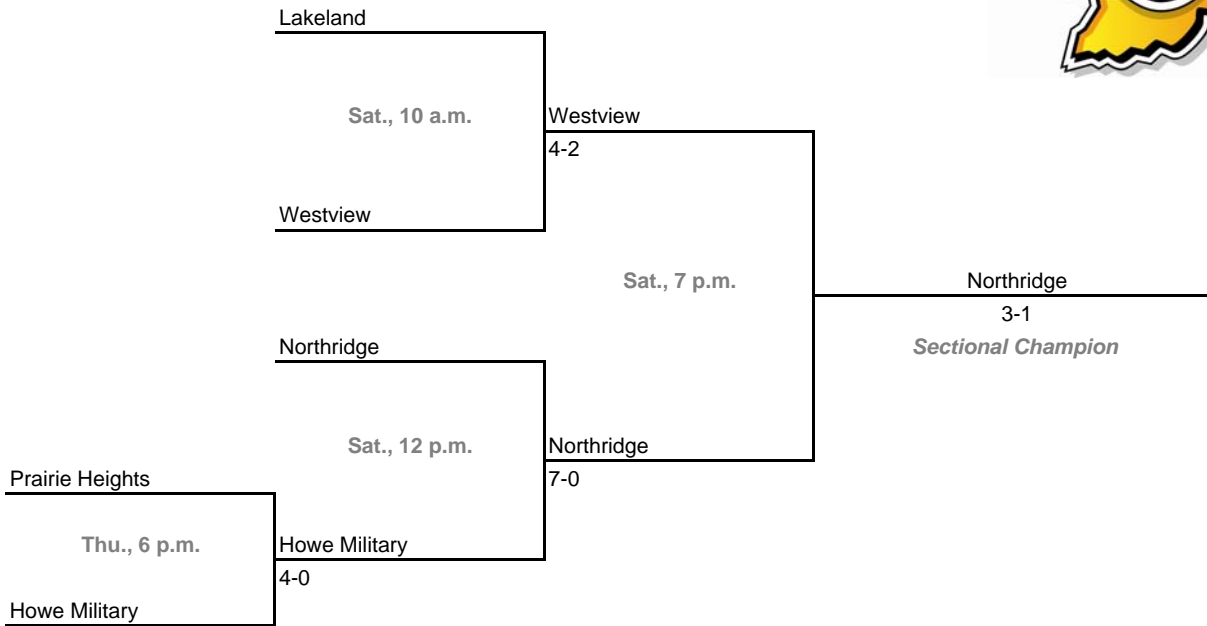 Lakeland
Sat., 10 a.m.
Westview
4-2
Westview
Sat., 7 p.m.
Northridge
3-1
Sectional Champion
Northridge
Sat., 12 p.m.
Northridge
7-0
Prairie Heights
Thu., 6 p.m.
Howe Military
4-0
Howe Military